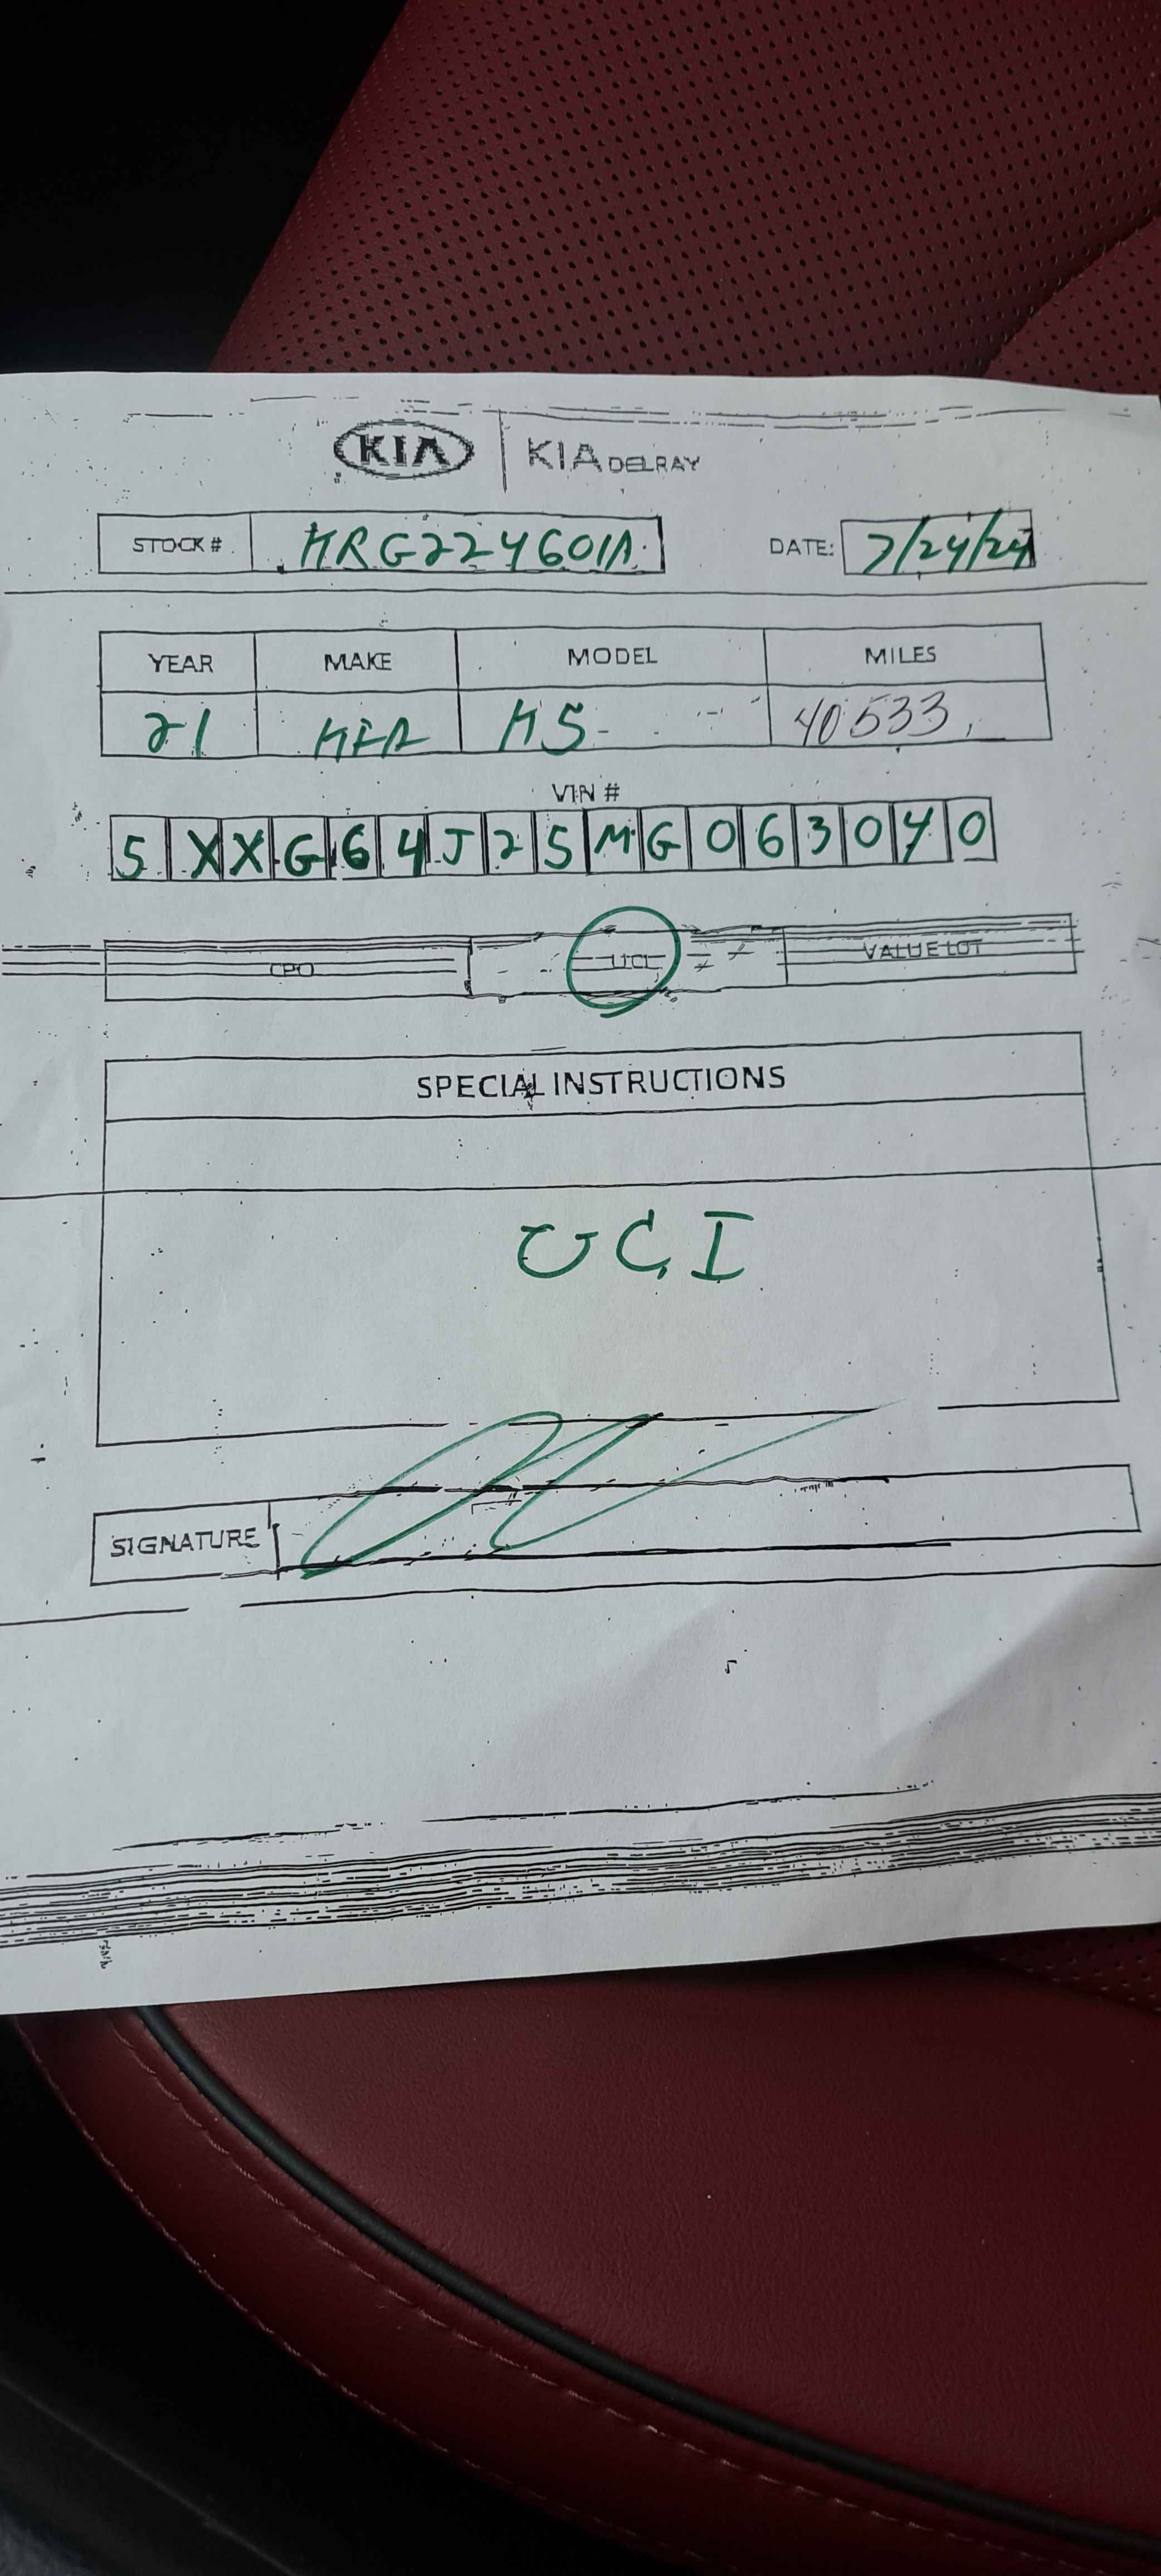 KIA | KIA DELRAY
STOCK # KRG224601A DATE: 7/24/24
YEAR MAKE MODEL MILES
21 KIA K5 40533
VIN #
5XXG64J25MG063040
CPO UCI VALUE LOT
SPECIAL INSTRUCTIONS
UCI
SIGNATURE